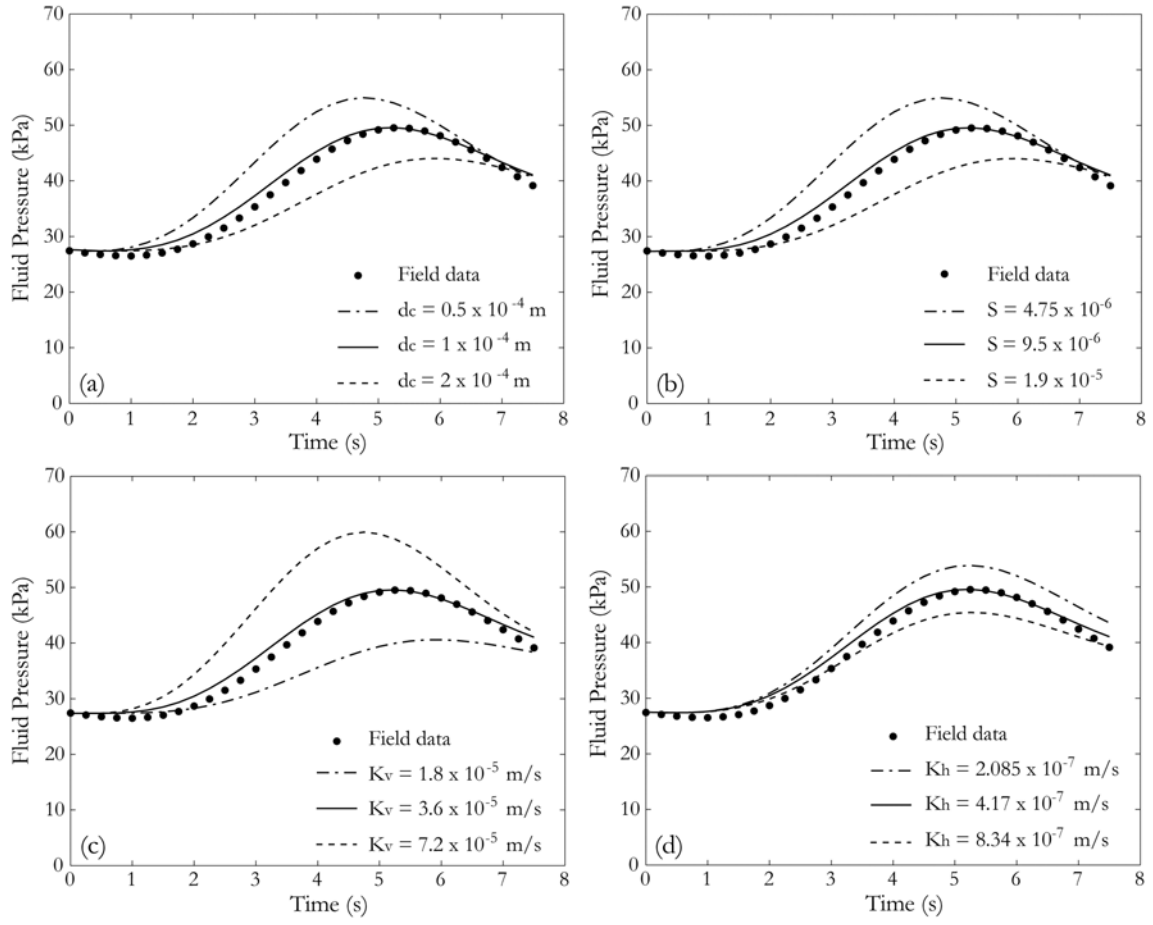 70
60
50
40
30
20
10
0
Fluid Pressure (kPa)
Field data
dc = 0.5 x 10 -4 m
dc = 1 x 10 -4 m
dc = 2 x 10 -4 m
(a)
0 1 2 3 4 5 6 7 8
Time (s)
70
60
50
40
30
20
10
0
Fluid Pressure (kPa)
Field data
S = 4.75 x 10-6
S = 9.5 x 10-6
S = 1.9 x 10-5
(b)
0 1 2 3 4 5 6 7 8
Time (s)
70
60
50
40
30
20
10
0
Fluid Pressure (kPa)
Field data
Kv = 1.8 x 10-5 m/s
Kv = 3.6 x 10-5 m/s
Kv = 7.2 x 10-5 m/s
(c)
0 1 2 3 4 5 6 7 8
Time (s)
70
60
50
40
30
20
10
0
Fluid Pressure (kPa)
Field data
Kh = 2.085 x 10-7 m/s
Kh = 4.17 x 10-7 m/s
Kh = 8.34 x 10-7 m/s
(d)
0 1 2 3 4 5 6 7 8
Time (s)